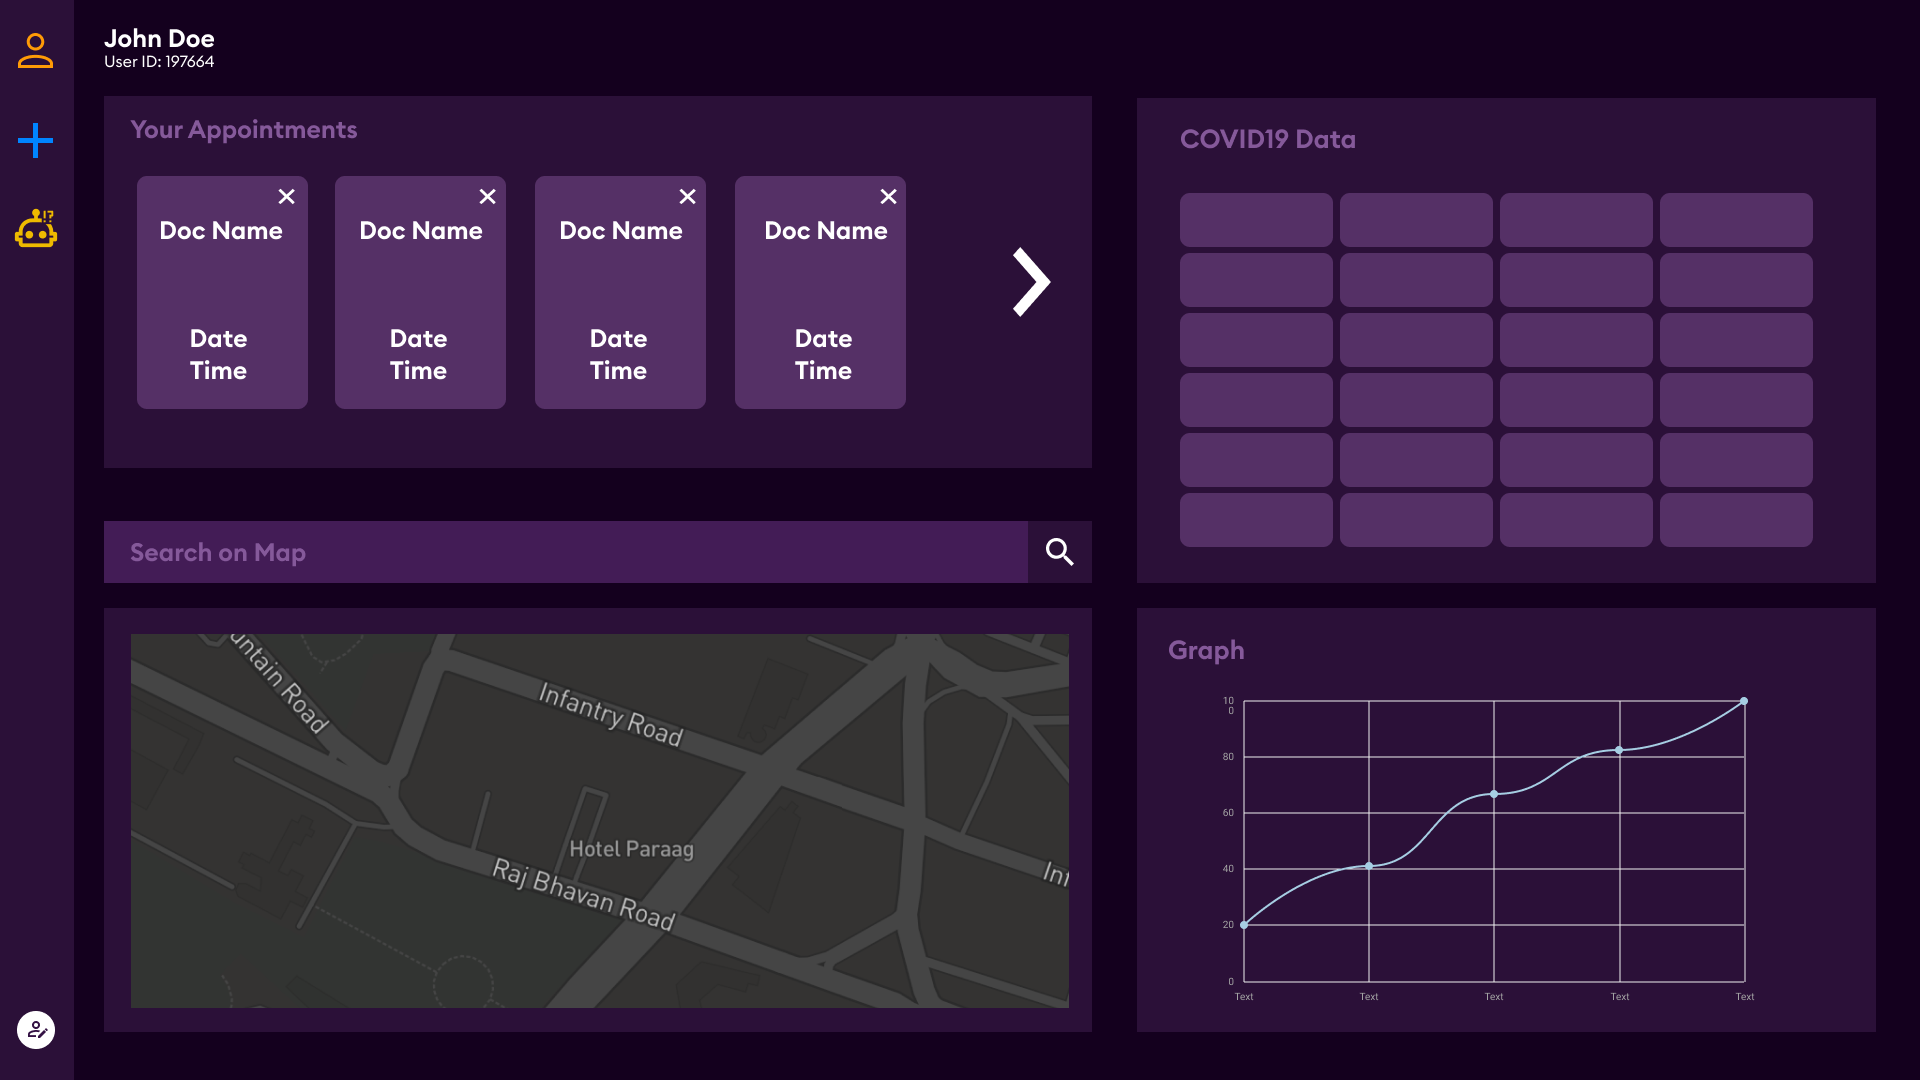 John Doe
User ID: 197664
Your Appointments
Doc Name
Date
Time
Doc Name
Date
Time
Doc Name
Date
Time
Doc Name
Date
Time
COVID19 Data
Search on Map
untain Road
Infantry Road
Hotel Paraag
Raj Bhavan Road
Inf
Graph
10
0
80
60
40
20
0
Text
Text
Text
Text
Text
!?